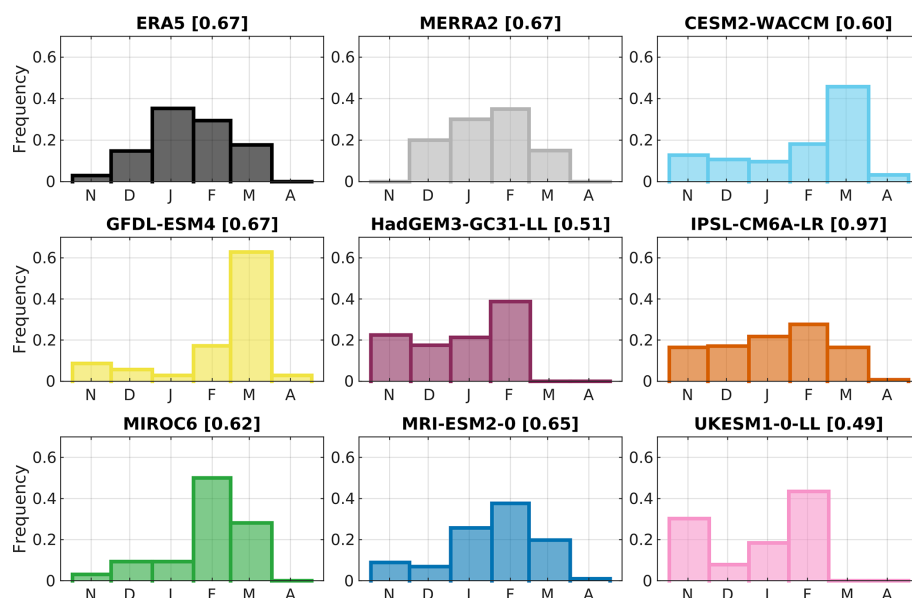 ERA5 [0.67] MERRA2 [0.67] CESM2-WACCM [0.60]
0.6 0.6 0.6
Frequency
0.4 0.4 0.4
0.2 0.2 0.2
0 0 0
N D J F M A N D J F M A N D J F M A
GFDL-ESM4 [0.67] HadGEM3-GC31-LL [0.51] IPSL-CM6A-LR [0.97]
0.6 0.6 0.6
Frequency
0.4 0.4 0.4
0.2 0.2 0.2
0 0 0
N D J F M A N D J F M A N D J F M A
MIROC6 [0.62] MRI-ESM2-0 [0.65] UKESM1-0-LL [0.49]
0.6 0.6 0.6
Frequency
0.4 0.4 0.4
0.2 0.2 0.2
0 0 0
N D J F M A N D J F M A N D J F M A